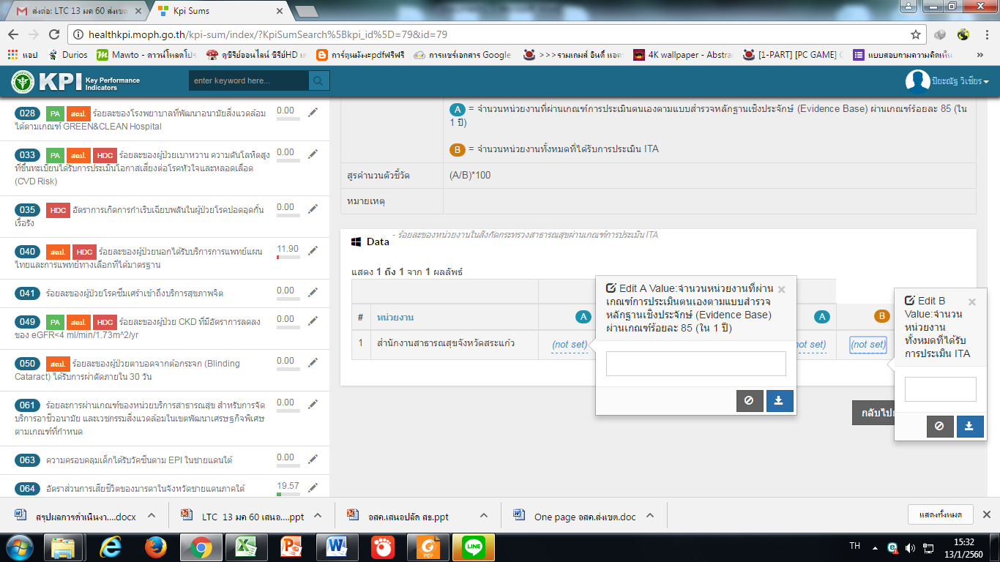 ส่งต่อ: LTC 13 มค 60 ส่งเขต
Kpi Sums
healthkpi.moph.go.th/kpi-sum/index/?KpiSumSearch%5Bkpi_id%5D=79&id=79
แอป
Durios
Mawto - ดาวน์โหลดโปร
ดูซีรี่ย์ออนไลน์ ซีรีย์HD เก
การ์ตูนมังงะpdfฟรีฟรี
การแชร์เอกสาร Google
>>>รวมเกมส์ อินดี้ แอด
4K wallpaper - Abstra
[1-PART] [PC GAME] C
แบบสอบถามความคิดเห็น
»
KPI Key Performance
Indicators
enter keyword here...
ปิยะณัฐ วิเชียร
028 PA สตป. ร้อยละของโรงพยาบาลที่พัฒนาอนามัยสิ่งแวดล้อม 0.00
ได้ตามเกณฑ์ GREEN&CLEAN Hospital
033 PA สตป. HDC ร้อยละของผู้ป่วยเบาหวาน ความดันโลหิตสูง 0.00
ที่ขึ้นทะเบียนได้รับการประเมินโอกาสเสี่ยงต่อโรคหัวใจและหลอดเลือด
(CVD Risk)
035 HDC อัตราการเกิดการกำเริบเฉียบพลันในผู้ป่วยโรคปอดอุดกั้น 0.00
เรื้อรัง
040 สตป. HDC ร้อยละของผู้ป่วยนอกได้รับบริการการแพทย์แผน 11.90
ไทยและการแพทย์ทางเลือกที่ได้มาตรฐาน
041 ร้อยละของผู้ป่วยโรคซึมเศร้าเข้าถึงบริการสุขภาพจิต 0.00
049 PA สตป. HDC ร้อยละของผู้ป่วย CKD ที่มีอัตราการลดลง 0.00
ของ eGFR<4 ml/min/1.73m^2/yr
050 สตป. ร้อยละของผู้ป่วยตาบอดจากต้อกระจก (Blinding 0.00
Cataract) ได้รับการผ่าตัดภายใน 30 วัน
061 ร้อยละการผ่านเกณฑ์ของหน่วยบริการสาธารณสุข สำหรับการจัด 0.00
บริการอาชีวอนามัย และเวชกรรมสิ่งแวดล้อมในเขตพัฒนาเศรษฐกิจพิเศษ
ตามเกณฑ์ที่กำหนด
063 ความครอบคลุมเด็กได้รับวัคซีนตาม EPI ในชายแดนใต้ 0.00
064 อัตราส่วนการเสียชีวิตของมารดาในจังหวัดชายแดนภาคใต้ 19.57
A = จำนวนหน่วยงานที่ผ่านเกณฑ์การประเมินตนเองตามแบบสำรวจหลักฐานเชิงประจักษ์ (Evidence Base) ผ่านเกณฑ์ร้อยละ 85 (ใน
1 ปี)
B = จำนวนหน่วยงานทั้งหมดที่ได้รับการประเมิน ITA
สูตรคำนวนตัวชี้วัด (A/B)*100
หมายเหตุ
Data - ร้อยละของหน่วยงานในสังกัดกระทรวงสาธารณสุขผ่านเกณฑ์การประเมิน ITA
แสดง 1 ถึง 1 จาก 1 ผลลัพธ์
# หน่วยงาน A A B
1 สำนักงานสาธารณสุขจังหวัดสระแก้ว (not set) not set) (not set)
Edit A Value:จำนวนหน่วยงานที่ผ่าน ×
เกณฑ์การประเมินตนเองตามแบบสำรวจ
หลักฐานเชิงประจักษ์ (Evidence Base)
ผ่านเกณฑ์ร้อยละ 85 (ใน 1 ปี)
Edit B ×
Value:จำนวน
หน่วยงาน
ทั้งหมดที่ได้รับ
การประเมิน ITA
กลับไปย
สรุปผลการดำเนินงา....docx
LTC 13 มค 60 เสนอ....ppt
อสค.เสนอปลัด สธ.ppt
One page อสค.ส่งเขต.doc
แสดงทั้งหมด
PDF
LINE
TH
15:32
13/1/2560